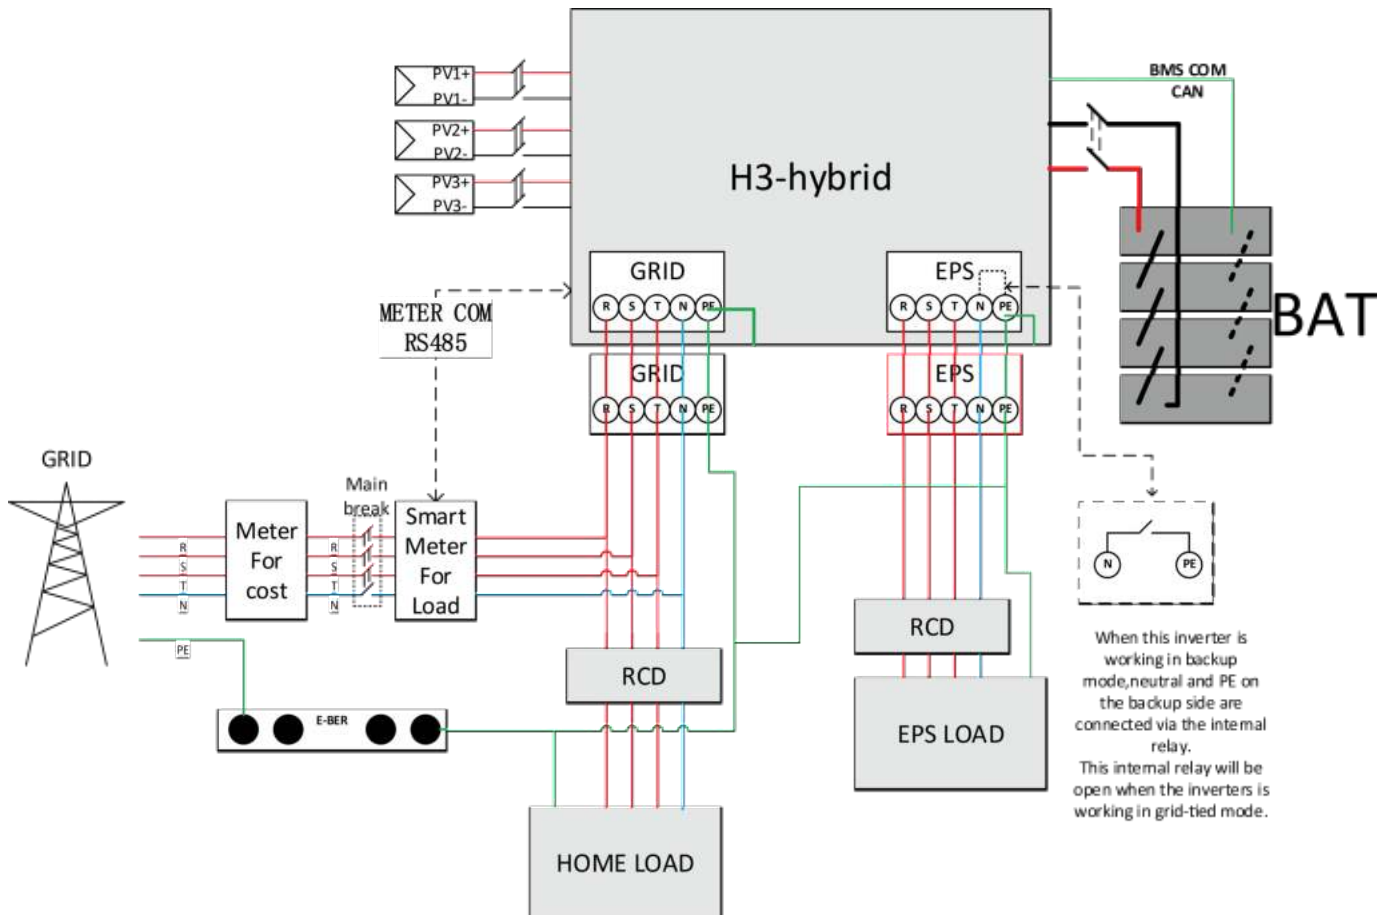 PV1+
PV1-
PV2+
PV2-
PV3+
PV3-
H3-hybrid
BMS COM
CAN
BAT
GRID
R S T N PE
EPS
R S T N PE
METER COM
RS485
GRID
R S T N PE
EPS
R S T N PE
GRID
R
S
T
N
PE
Meter
For
cost
Main
break
R
S
T
N
Smart
Meter
For
Load
E-BER
RCD
HOME LOAD
RCD
EPS LOAD
N PE
When this inverter is
working in backup
mode,neutral and PE on
the backup side are
connected via the internal
relay.
This internal relay will be
open when the inverters is
working in grid-tied mode.